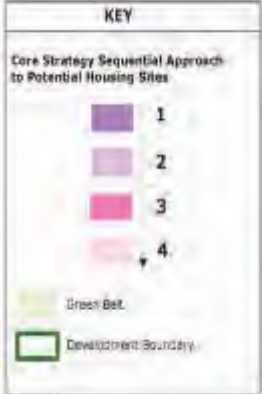 KEY
Core Strategy Sequential Approach
to Potential Housing Sites
1
2
3
4
Green Belt
Development Boundary